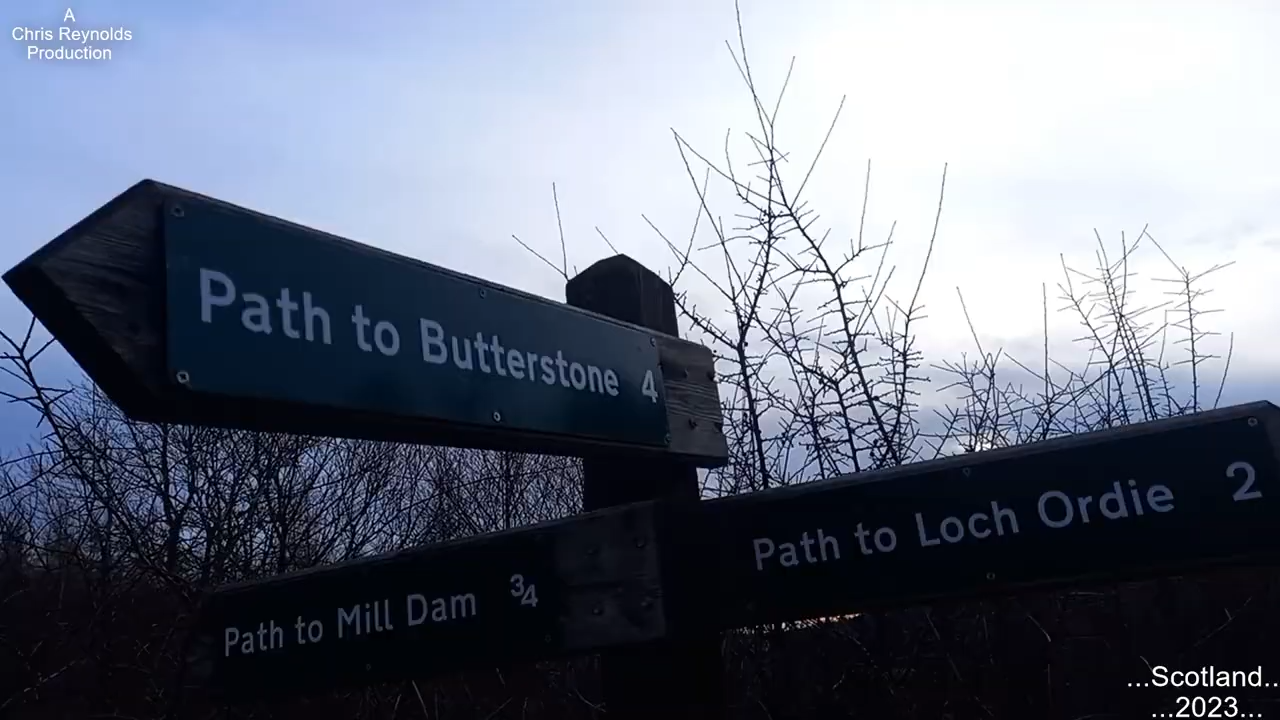 A
Chris Reynolds
Production
Path to Butterstone 4
Path to Loch Ordie 2
Path to Mill Dam ¾
...Scotland..
...2023...